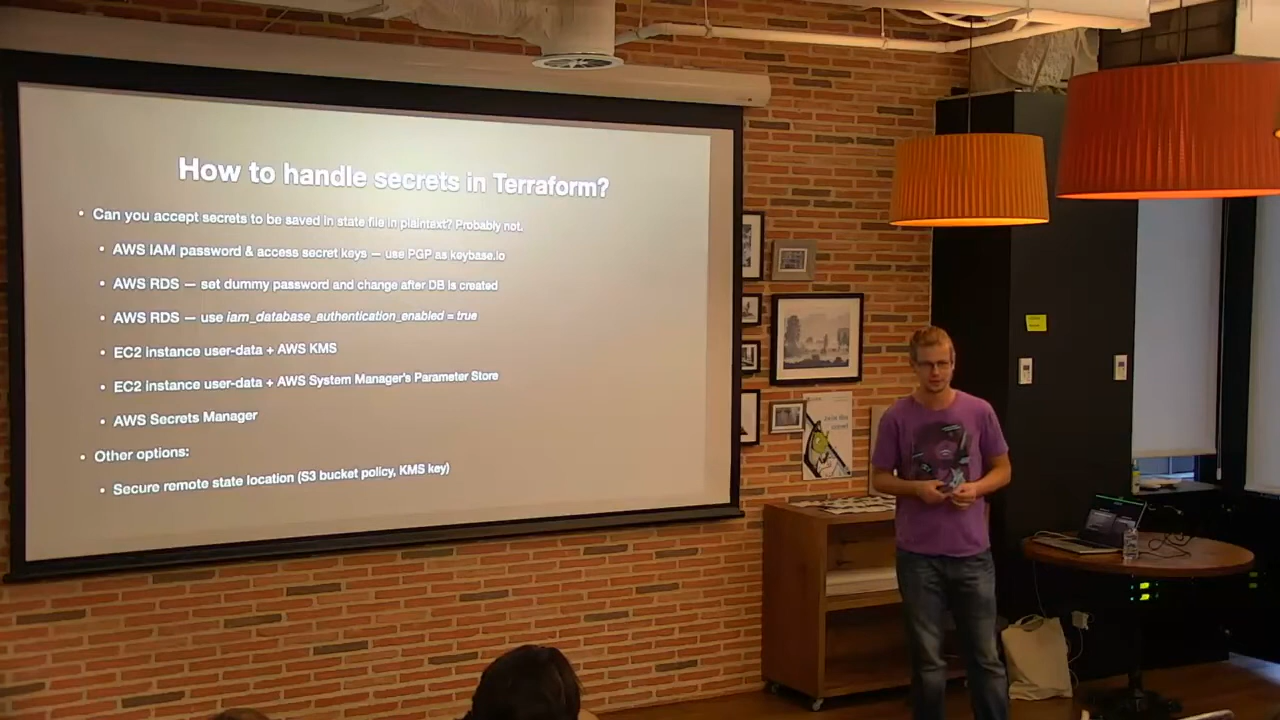 How to handle secrets in Terraform?
• Can you accept secrets to be saved in state file in plaintext? Probably not.
• AWS IAM password & access secret keys — use PGP as keybase.io
• AWS RDS — set dummy password and change after DB is created
• AWS RDS — use iam_database_authentication_enabled = true
• EC2 instance user-data + AWS KMS
• EC2 instance user-data + AWS System Manager's Parameter Store
• AWS Secrets Manager
• Other options:
• Secure remote state location (S3 bucket policy, KMS key)